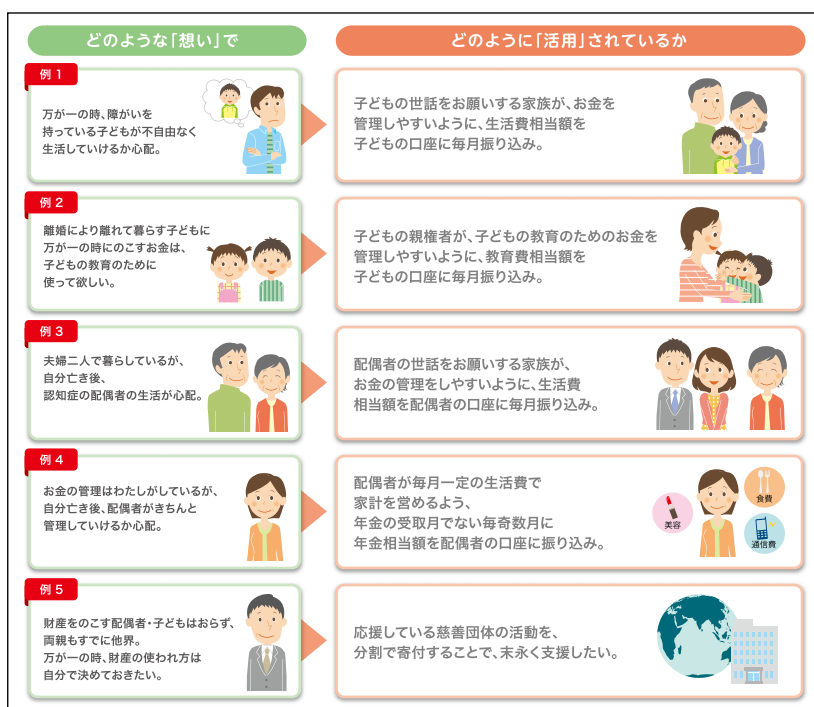 どのような「想い」で
どのように「活用」されているか
例 1
万が一の時、障がいを
持っている子どもが不自由なく
生活していけるか心配。
子どもの世話をお願いする家族が、お金を
管理しやすいように、生活費相当額を
子どもの口座に毎月振り込み。
例 2
離婚により離れて暮らす子どもに
万が一の時にのこすお金は、
子どもの教育のために
使って欲しい。
子どもの親権者が、子どもの教育のためのお金を
管理しやすいように、教育費相当額を
子どもの口座に毎月振り込み。
例 3
夫婦二人で暮らしているが、
自分亡き後、
認知症の配偶者の生活が心配。
配偶者の世話をお願いする家族が、
お金の管理をしやすいように、生活費
相当額を配偶者の口座に毎月振り込み。
例 4
お金の管理はわたしがしているが、
自分亡き後、配偶者がきちんと
管理していけるか心配。
配偶者が毎月一定の生活費で
家計を営めるよう、
年金の受取月でない毎奇数月に
年金相当額を配偶者の口座に振り込み。
美容
食費
通信費
例 5
財産をのこす配偶者・子どもはおらず、
両親もすでに他界。
万が一の時、財産の使われ方は
自分で決めておきたい。
応援している慈善団体の活動を、
分割で寄付することで、末永く支援したい。